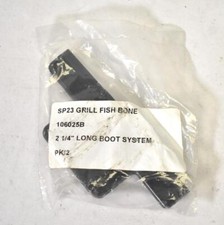 SP23 GRILL FISH BONE
106025B
2 1/4" LONG BOOT SYSTEM
PK/2